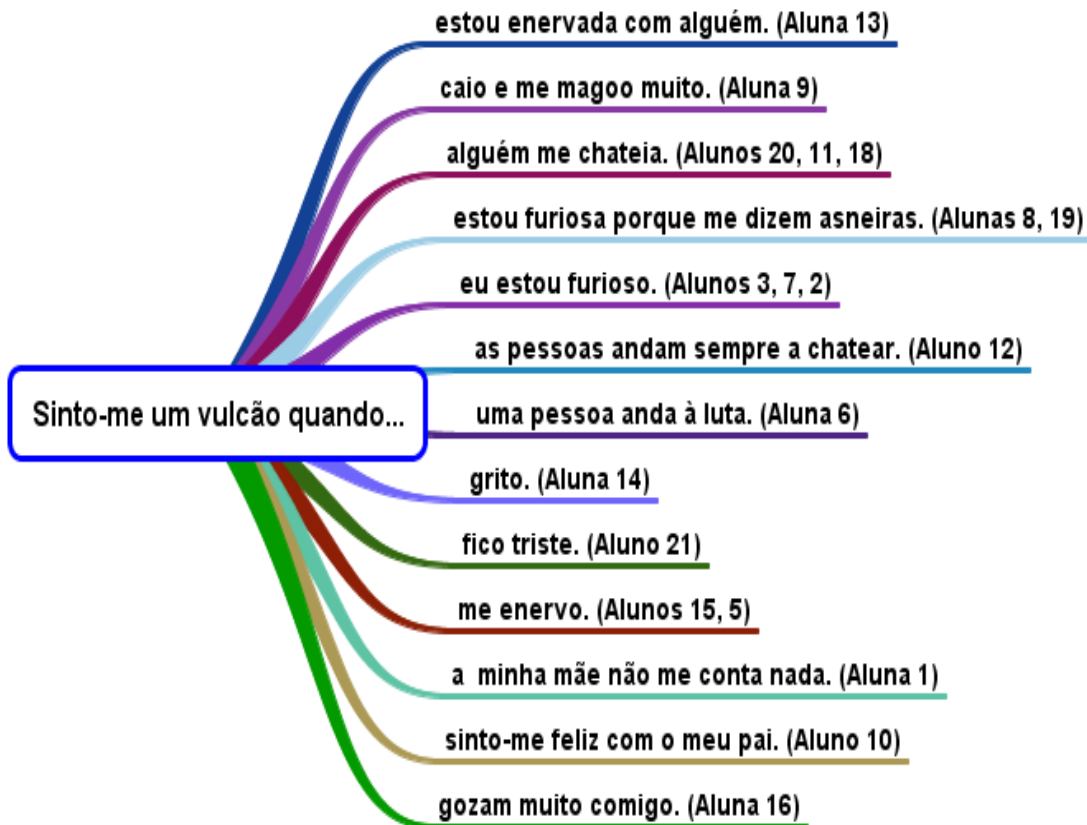 estou enervada com alguém. (Aluna 13)
caio e me magoo muito. (Aluna 9)
alguém me chateia. (Alunos 20, 11, 18)
estou furiosa porque me dizem asneiras. (Alunas 8, 19)
eu estou furioso. (Alunos 3, 7, 2)
as pessoas andam sempre a chatear. (Aluno 12)
Sinto-me um vulcão quando...
uma pessoa anda à luta. (Aluna 6)
grito. (Aluna 14)
fico triste. (Aluno 21)
me enervo. (Alunos 15, 5)
a  minha mãe não me conta nada. (Aluna 1)
sinto-me feliz com o meu pai. (Aluno 10)
gozam muito comigo. (Aluna 16)